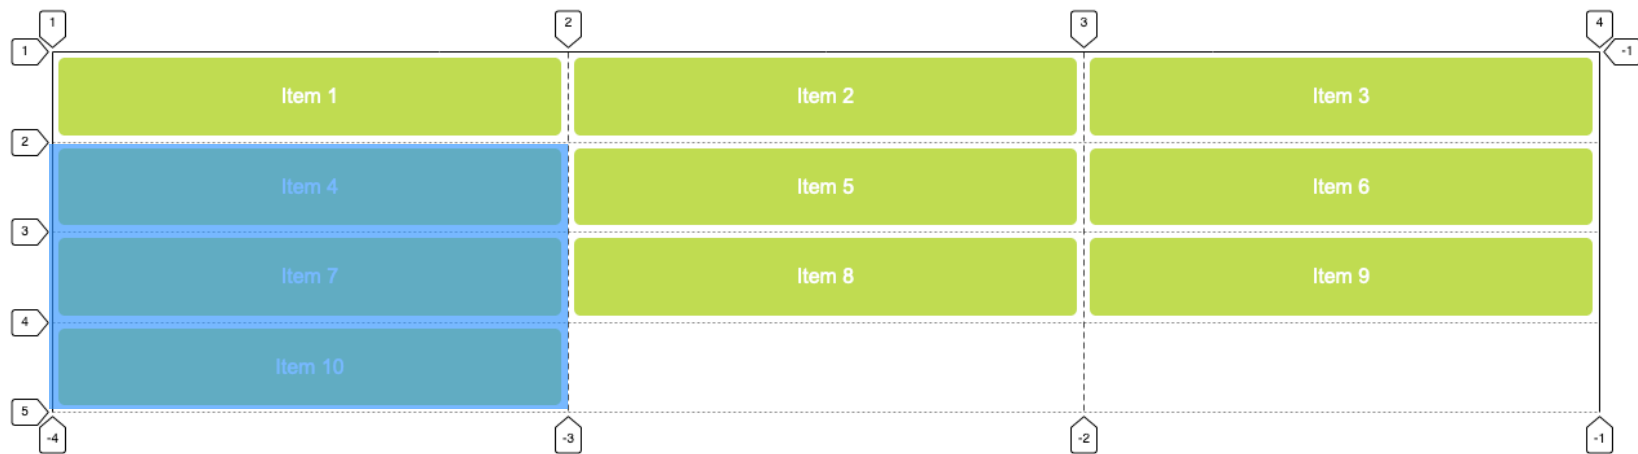 1 2 3 4
1 -1
Item 1 Item 2 Item 3
2
Item 4 Item 5 Item 6
3
Item 7 Item 8 Item 9
4
Item 10
5
-4 -3 -2 -1